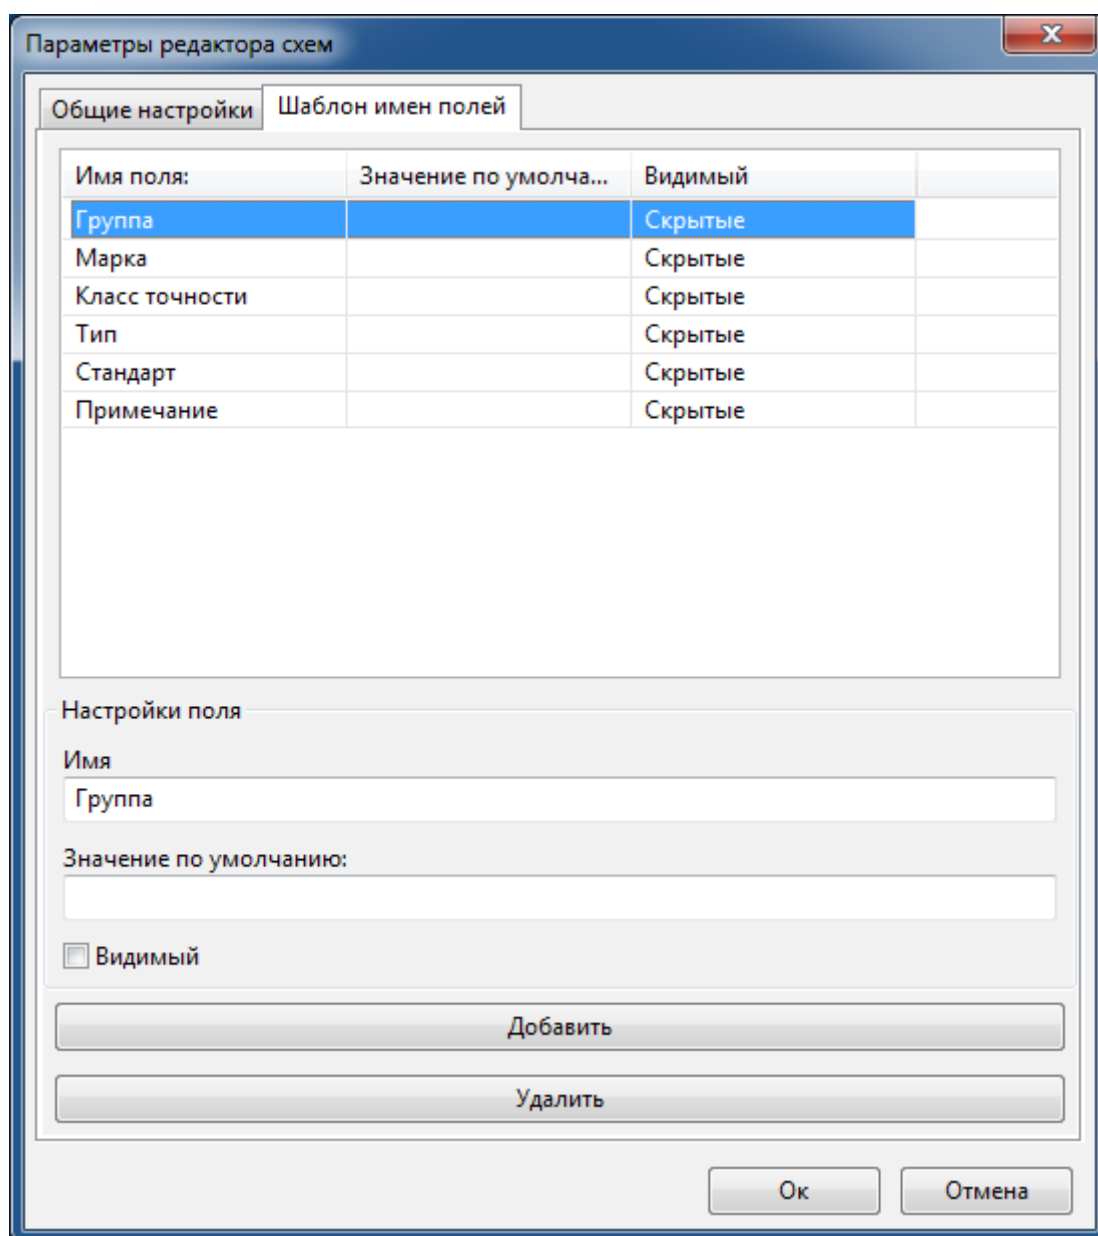 Параметры редактора схем
Общие настройки Шаблон имен полей
Имя поля: Значение по умолча... Видимый
Группа Скрытые
Марка Скрытые
Класс точности Скрытые
Тип Скрытые
Стандарт Скрытые
Примечание Скрытые
Настройки поля
Имя
Группа
Значение по умолчанию:
Видимый
Добавить
Удалить
Ок Отмена